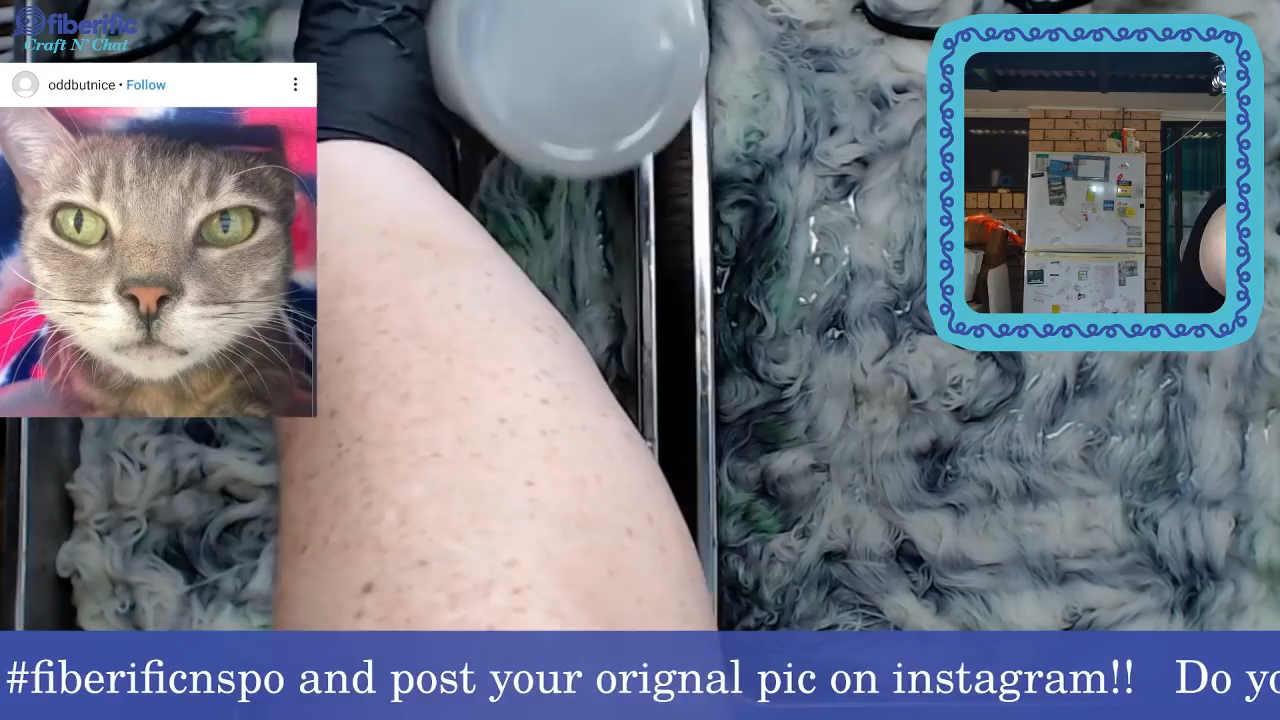 fiberific
Craft N' Chat
oddbutnice • Follow
#fiberificnspo and post your orignal pic on instagram!! Do yo